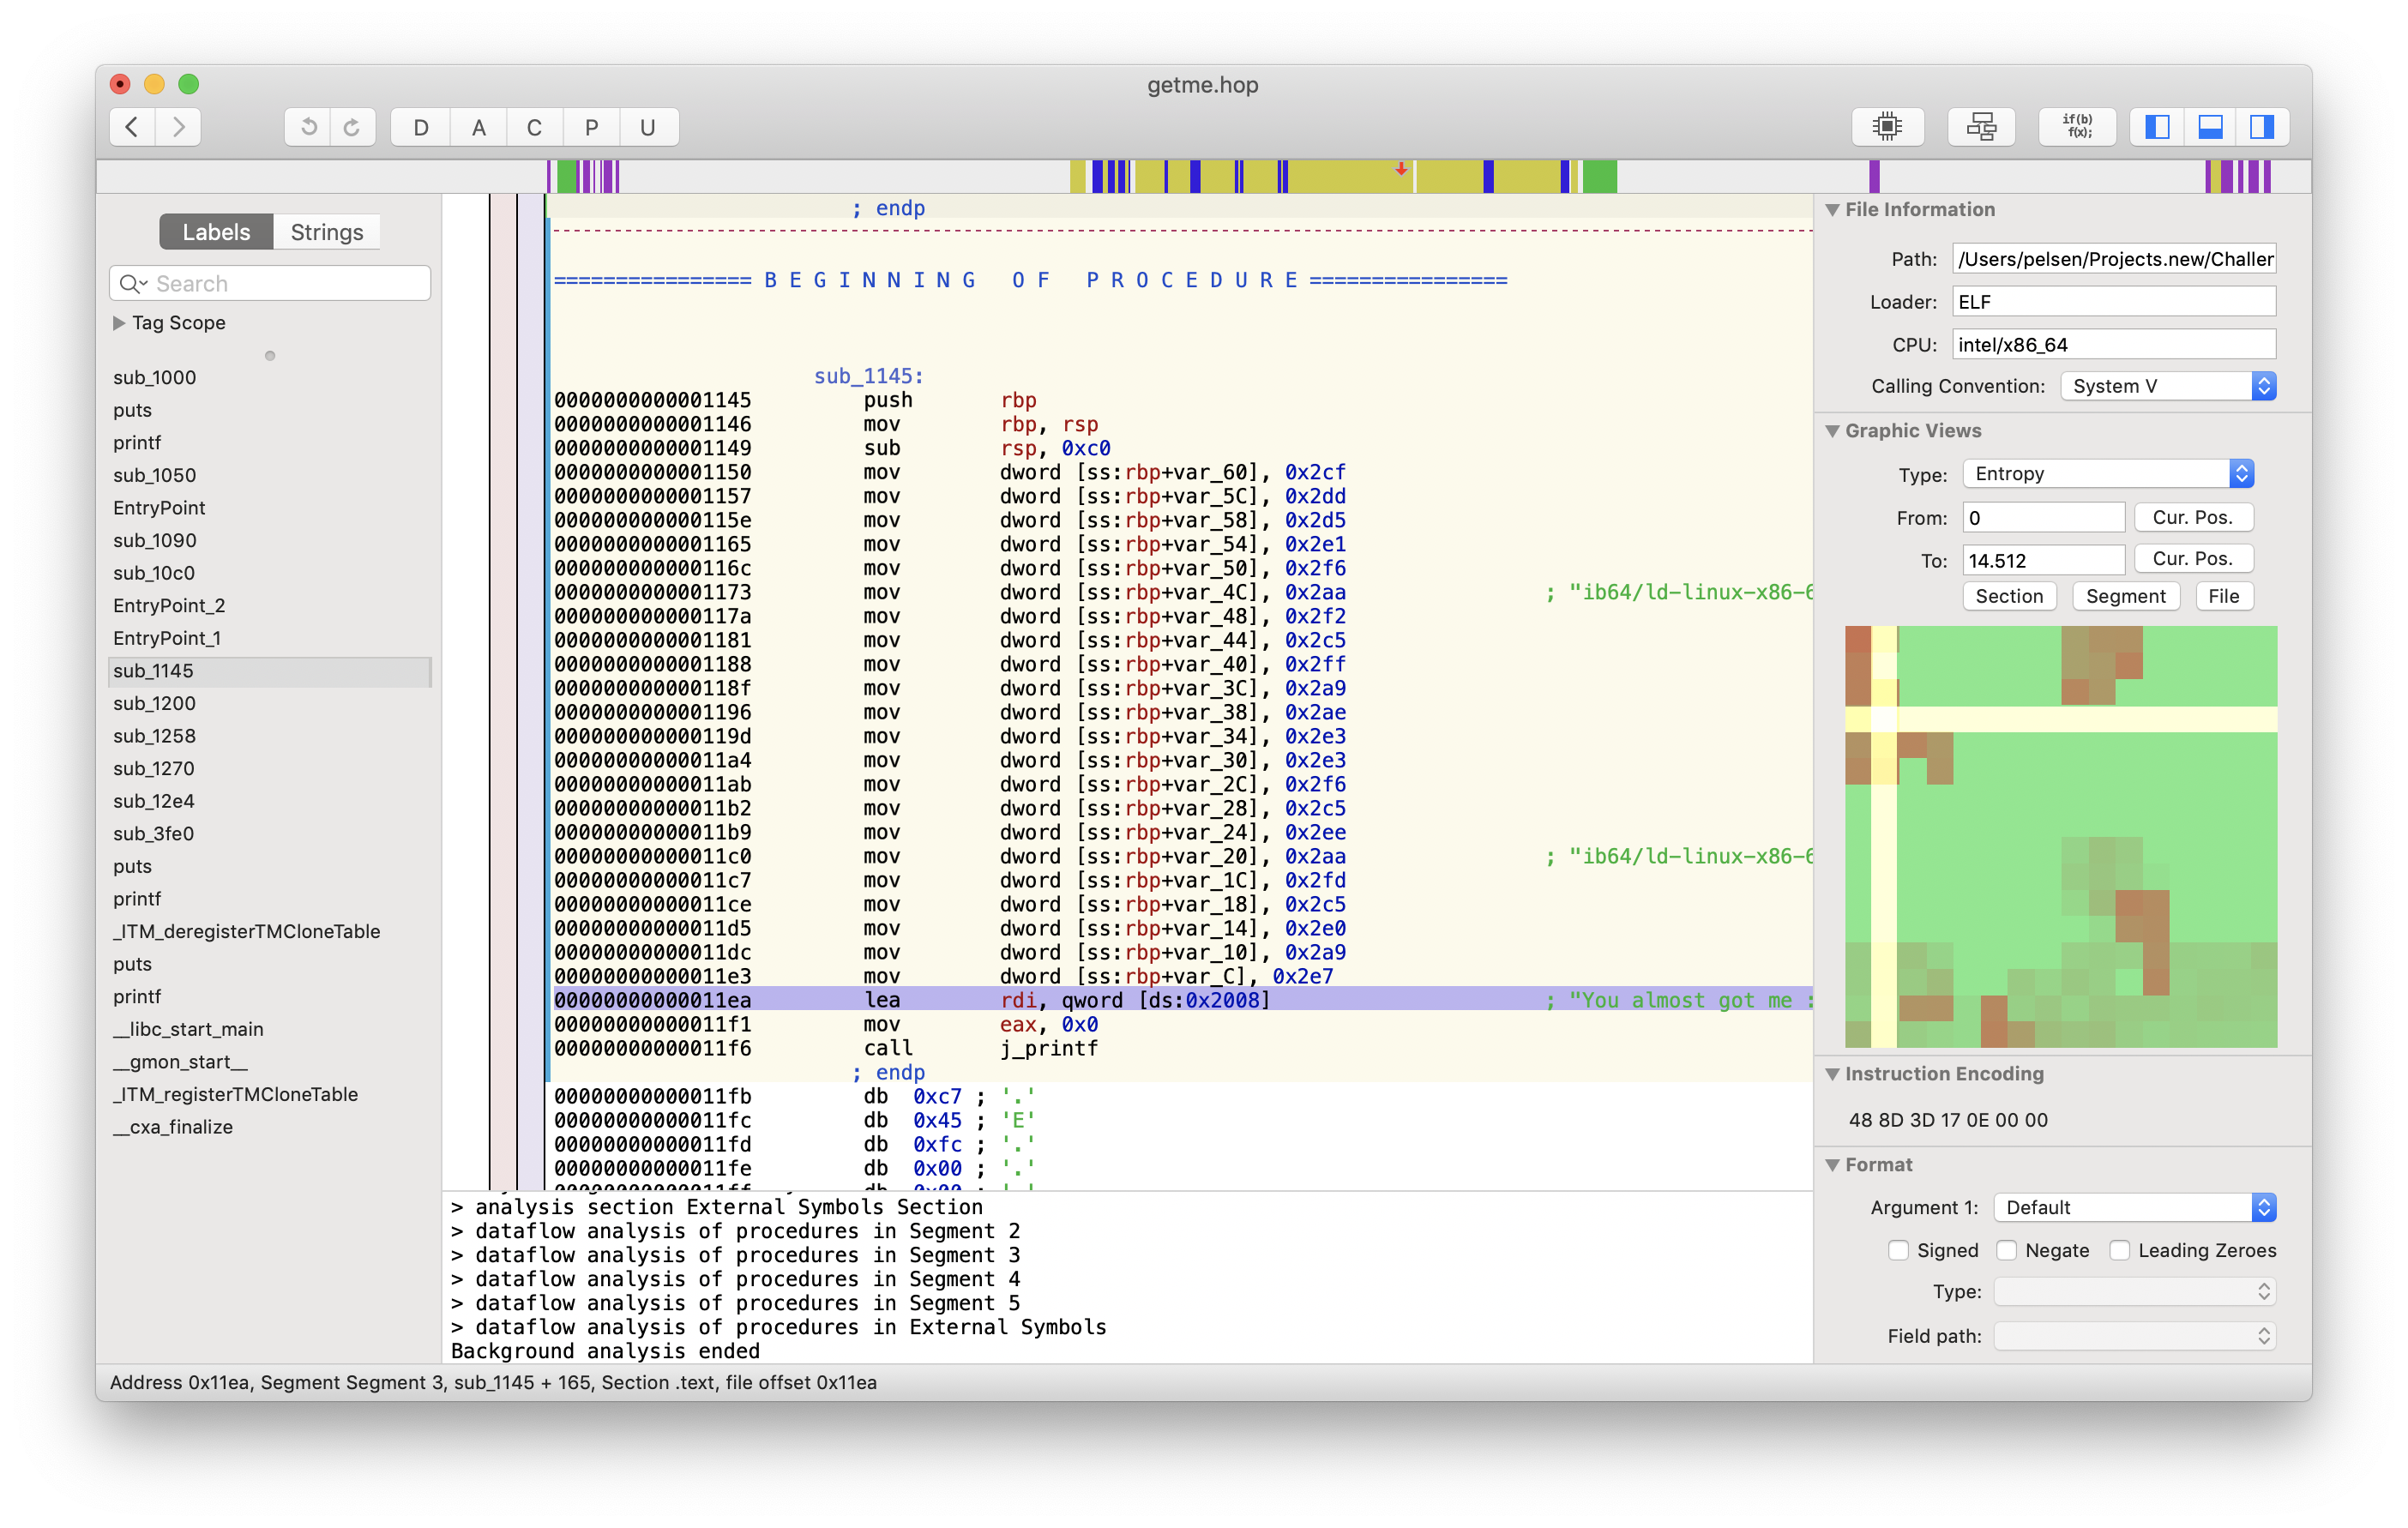 getme.hop
D A C P U
if(b)
f(x);
Labels Strings
Search
Tag Scope
sub_1000
puts
printf
sub_1050
EntryPoint
sub_1090
sub_10c0
EntryPoint_2
EntryPoint_1
sub_1145
sub_1200
sub_1258
sub_1270
sub_12e4
sub_3fe0
puts
printf
_ITM_deregisterTMCloneTable
puts
printf
__libc_start_main
__gmon_start__
_ITM_registerTMCloneTable
__cxa_finalize
; endp
================ B E G I N N I N G   O F   P R O C E D U R E ================
sub_1145:
0000000000001145 push rbp
0000000000001146 mov rbp, rsp
0000000000001149 sub rsp, 0xc0
0000000000001150 mov dword [ss:rbp+var_60], 0x2cf
0000000000001157 mov dword [ss:rbp+var_5C], 0x2dd
000000000000115e mov dword [ss:rbp+var_58], 0x2d5
0000000000001165 mov dword [ss:rbp+var_54], 0x2e1
000000000000116c mov dword [ss:rbp+var_50], 0x2f6
0000000000001173 mov dword [ss:rbp+var_4C], 0x2aa ; "ib64/ld-linux-x86-6
000000000000117a mov dword [ss:rbp+var_48], 0x2f2
0000000000001181 mov dword [ss:rbp+var_44], 0x2c5
0000000000001188 mov dword [ss:rbp+var_40], 0x2ff
000000000000118f mov dword [ss:rbp+var_3C], 0x2a9
0000000000001196 mov dword [ss:rbp+var_38], 0x2ae
000000000000119d mov dword [ss:rbp+var_34], 0x2e3
00000000000011a4 mov dword [ss:rbp+var_30], 0x2e3
00000000000011ab mov dword [ss:rbp+var_2C], 0x2f6
00000000000011b2 mov dword [ss:rbp+var_28], 0x2c5
00000000000011b9 mov dword [ss:rbp+var_24], 0x2ee
00000000000011c0 mov dword [ss:rbp+var_20], 0x2aa ; "ib64/ld-linux-x86-6
00000000000011c7 mov dword [ss:rbp+var_1C], 0x2fd
00000000000011ce mov dword [ss:rbp+var_18], 0x2c5
00000000000011d5 mov dword [ss:rbp+var_14], 0x2e0
00000000000011dc mov dword [ss:rbp+var_10], 0x2a9
00000000000011e3 mov dword [ss:rbp+var_C], 0x2e7
00000000000011ea lea rdi, qword [ds:0x2008] ; "You almost got me :
00000000000011f1 mov eax, 0x0
00000000000011f6 call j_printf
; endp
00000000000011fb db 0xc7 ; '.'
00000000000011fc db 0x45 ; 'E'
00000000000011fd db 0xfc ; '.'
00000000000011fe db 0x00 ; '.'
> analysis section External Symbols Section
> dataflow analysis of procedures in Segment 2
> dataflow analysis of procedures in Segment 3
> dataflow analysis of procedures in Segment 4
> dataflow analysis of procedures in Segment 5
> dataflow analysis of procedures in External Symbols
Background analysis ended
File Information
Path: /Users/pelsen/Projects.new/Challer
Loader: ELF
CPU: intel/x86_64
Calling Convention: System V
Graphic Views
Type: Entropy
From: 0 Cur. Pos.
To: 14.512 Cur. Pos.
Section Segment File
Instruction Encoding
48 8D 3D 17 0E 00 00
Format
Argument 1: Default
Signed Negate Leading Zeroes
Type:
Field path:
Address 0x11ea, Segment Segment 3, sub_1145 + 165, Section .text, file offset 0x11ea